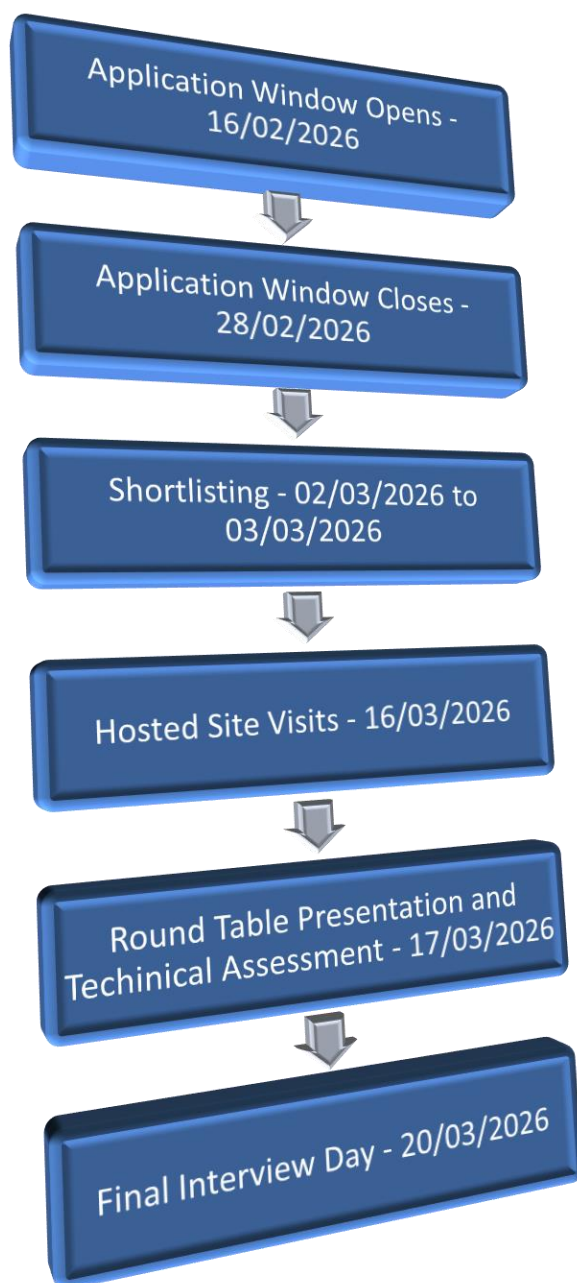 Application Window Opens -
16/02/2026
Application Window Closes -
28/02/2026
Shortlisting - 02/03/2026 to
03/03/2026
Hosted Site Visits - 16/03/2026
Round Table Presentation and
Techinical Assessment - 17/03/2026
Final Interview Day - 20/03/2026